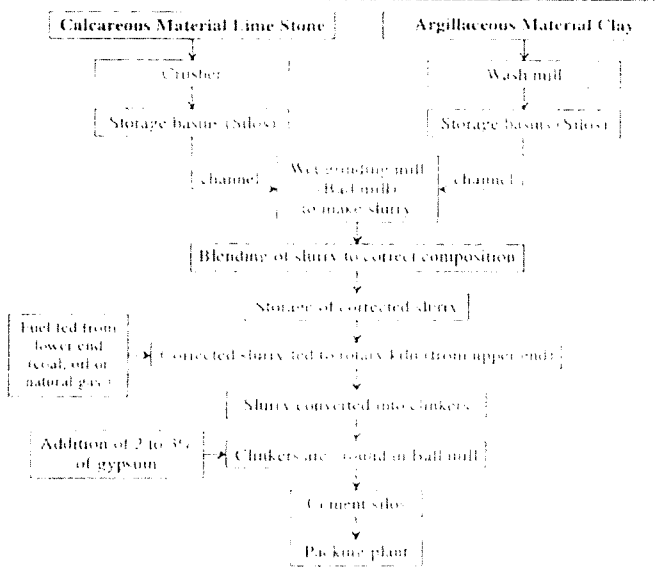 Calcareous Material Lime Stone
Argillaceous Material Clay
Crusher
Wash mill
Storage basins (Silos)
Storage basins (Silos)
channel
Wet grinding mill
(Ball mill)
to make slurry
channel
Blending of slurry to correct composition
Storage of corrected slurry
Fuel fed from
lower end
(coal, oil or
natural gas)
Corrected slurry fed to rotary kiln (from upper end)
Slurry converted into clinkers
Addition of 2 to 3%
of gypsum
Clinkers are ground in ball mill
Cement silos
Packing plant